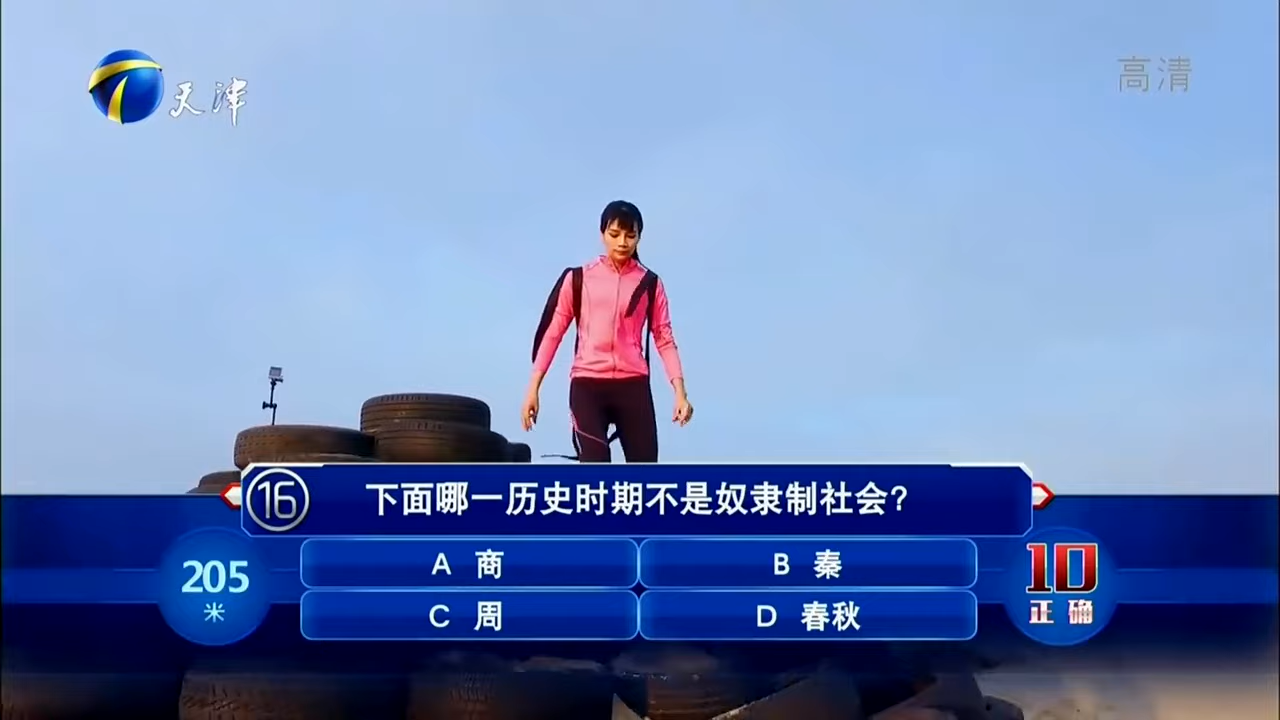 天津
高清
16 下面哪一历史时期不是奴隶制社会?
205
米
A 商
B 秦
C 周
D 春秋
10
正确